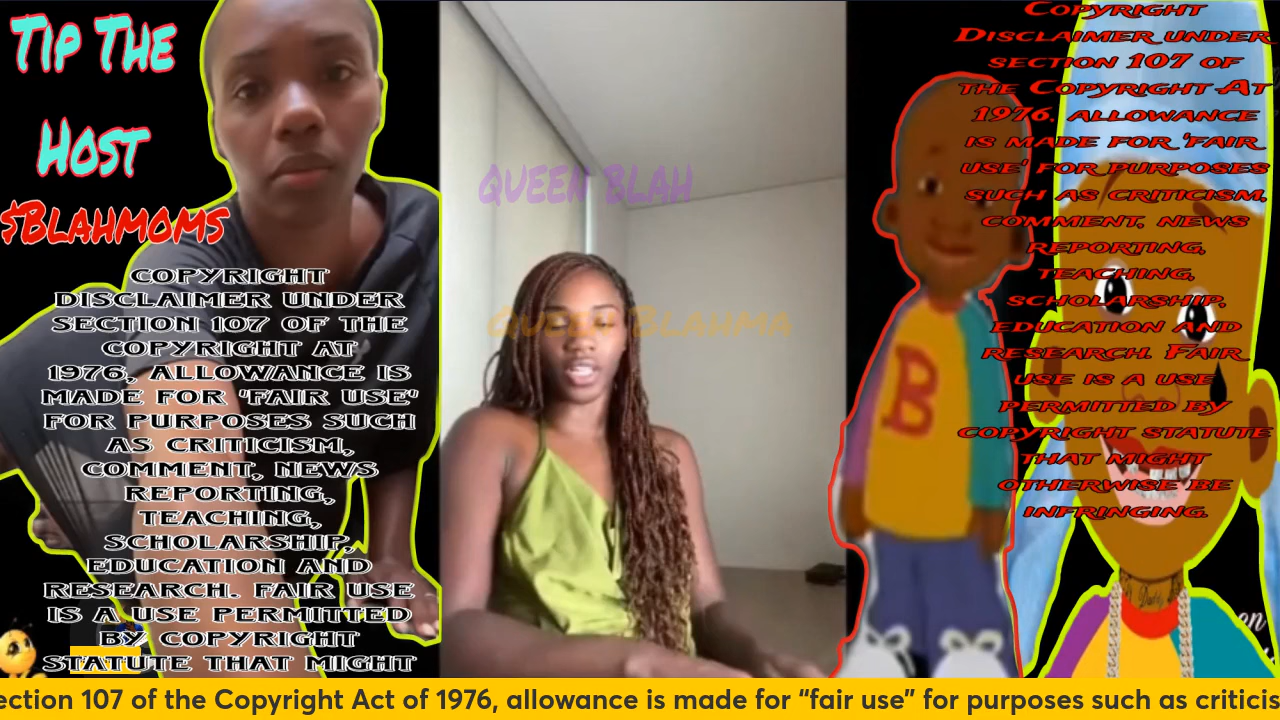 Tip The
Host
$Blahmoms
COPYRIGHT
DISCLAIMER UNDER
SECTION 107 OF THE
COPYRIGHT AT
1976, ALLOWANCE IS
MADE FOR 'FAIR USE'
FOR PURPOSES SUCH
AS CRITICISM,
COMMENT, NEWS
REPORTING,
TEACHING,
SCHOLARSHIP,
EDUCATION AND
RESEARCH. FAIR USE
IS A USE PERMITTED
BY COPYRIGHT
STATUTE THAT MIGHT
QUEEN BLAH
QUEEN BLAHMA
B
Copyright
Disclaimer under
section 107 of
the Copyright At
1976, allowance
is made for 'fair
use' for purposes
such as criticism,
comment, news
reporting,
teaching,
scholarship,
education and
research. Fair
use is a use
permitted by
copyright statute
that might
otherwise be
infringing.
on
ection 107 of the Copyright Act of 1976, allowance is made for “fair use” for purposes such as criticis